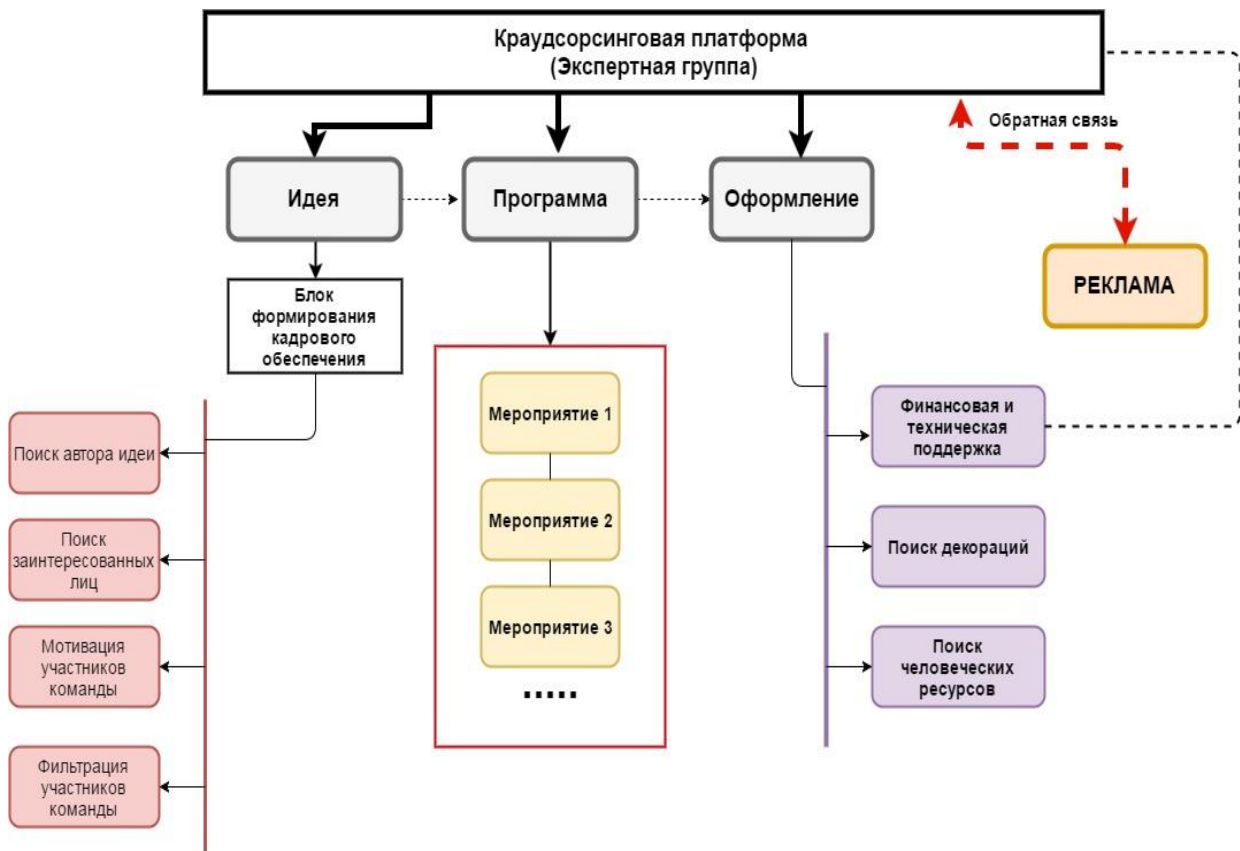 Краудсорсинговая платформа
(Экспертная группа)
Обратная связь
Идея
Программа
Оформление
РЕКЛАМА
Блок
формирования
кадрового
обеспечения
Поиск автора идеи
Поиск
заинтересованных
лиц
Мотивация
участников
команды
Фильтрация
участников
команды
Мероприятие 1
Мероприятие 2
Мероприятие 3
.....
Финансовая и
техническая
поддержка
Поиск декораций
Поиск
человеческих
ресурсов